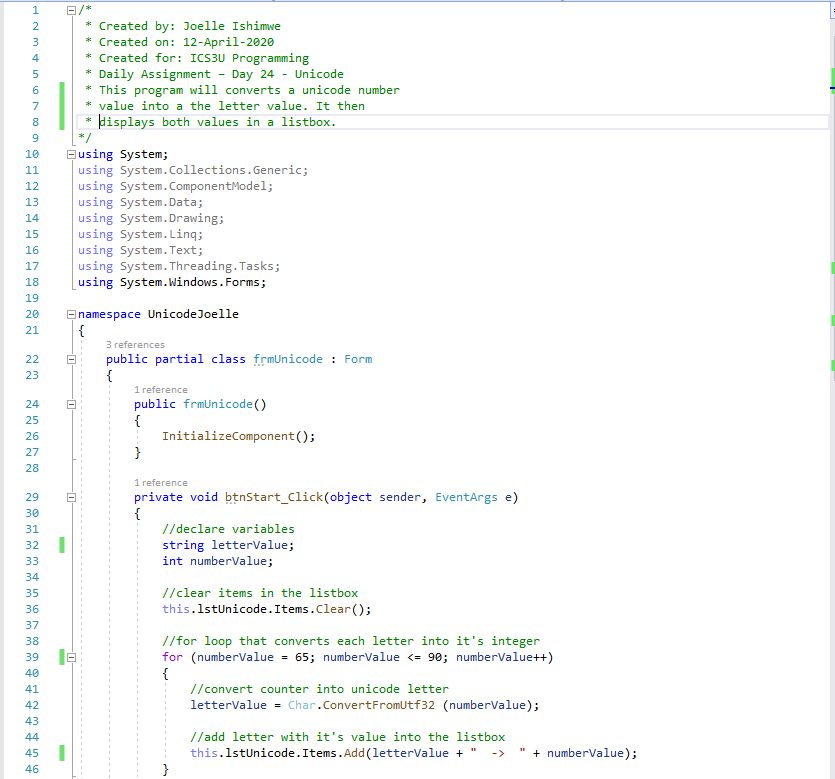 1 /*
2 * Created by: Joelle Ishimwe
3 * Created on: 12-April-2020
4 * Created for: ICS3U Programming
5 * Daily Assignment – Day 24 - Unicode
6 * This program will converts a unicode number
7 * value into a the letter value. It then
8 * displays both values in a listbox.
9 */
10 using System;
11 using System.Collections.Generic;
12 using System.ComponentModel;
13 using System.Data;
14 using System.Drawing;
15 using System.Linq;
16 using System.Text;
17 using System.Threading.Tasks;
18 using System.Windows.Forms;
19
20 namespace UnicodeJoelle
21 {
3 references
22 public partial class frmUnicode : Form
23 {
1 reference
24 public frmUnicode()
25 {
26 InitializeComponent();
27 }
28
1 reference
29 private void btnStart_Click(object sender, EventArgs e)
30 {
31 //declare variables
32 string letterValue;
33 int numberValue;
34
35 //clear items in the listbox
36 this.lstUnicode.Items.Clear();
37
38 //for loop that converts each letter into it's integer
39 for (numberValue = 65; numberValue <= 90; numberValue++)
40 {
41 //convert counter into unicode letter
42 letterValue = Char.ConvertFromUtf32 (numberValue);
43
44 //add letter with it's value into the listbox
45 this.lstUnicode.Items.Add(letterValue + "  ->  " + numberValue);
46 }